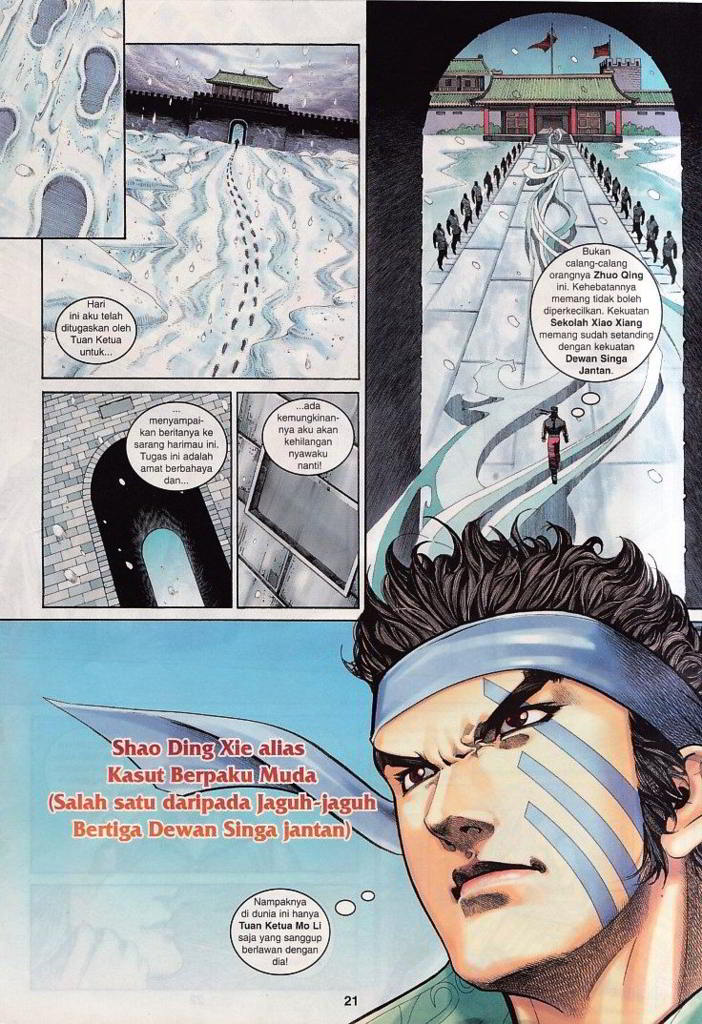 Hari
ini aku telah
ditugaskan oleh
Tuan Ketua
untuk...
Bukan
calang-calang
orangnya Zhuo Qing
ini. Kehebatannya
memang tidak boleh
diperkecilkan. Kekuatan
Sekolah Xiao Xiang
memang sudah setanding
dengan kekuatan
Dewan Singa
Jantan.
...
menyampai-
kan beritanya ke
sarang harimau ini.
Tugas ini adalah
amat berbahaya
dan...
...ada
kemungkinan-
nya aku akan
kehilangan
nyawaku
nanti!
Shao Ding Xie alias
Kasut Berpaku Muda
(Salah satu daripada Jaguh-jaguh
Bertiga Dewan Singa jantan)
Nampaknya
di dunia ini hanya
Tuan Ketua Mo Li
saja yang sanggup
berlawan dengan
dia!
21